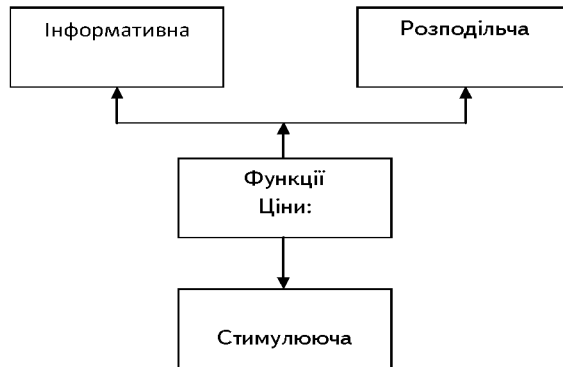 Інформативна
Розподільча
Функції
Ціни:
Стимулююча